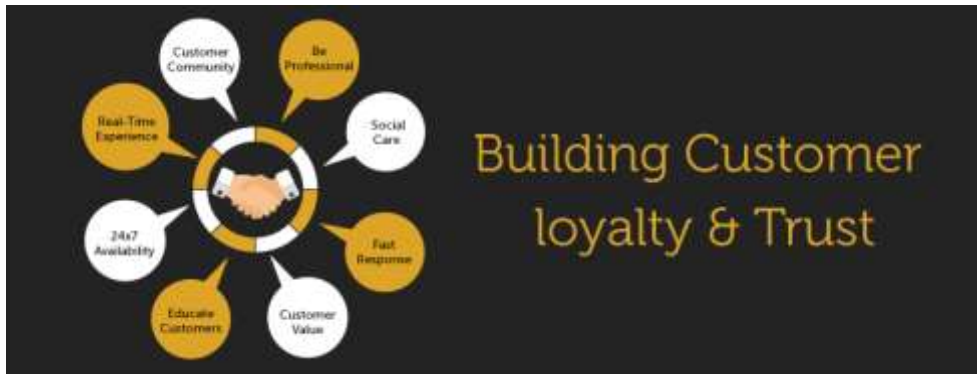 Customer
Community
Be
Professional
Real-Time
Experience
Social
Care
24x7
Availability
Fast
Response
Educate
Customers
Customer
Value
Building Customer
loyalty & Trust